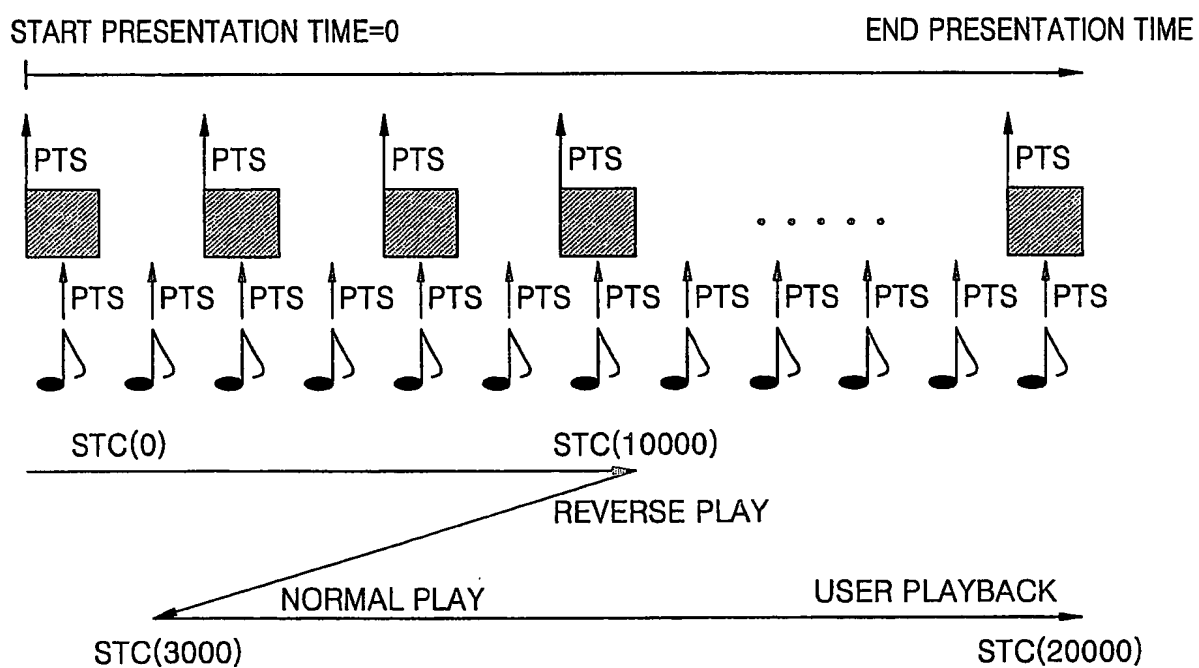 START PRESENTATION TIME=0 END PRESENTATION TIME
PTS PTS PTS PTS PTS
PTS PTS PTS PTS PTS PTS PTS PTS PTS PTS PTS PTS
STC(0) STC(10000)
REVERSE PLAY
NORMAL PLAY USER PLAYBACK
STC(3000) STC(20000)